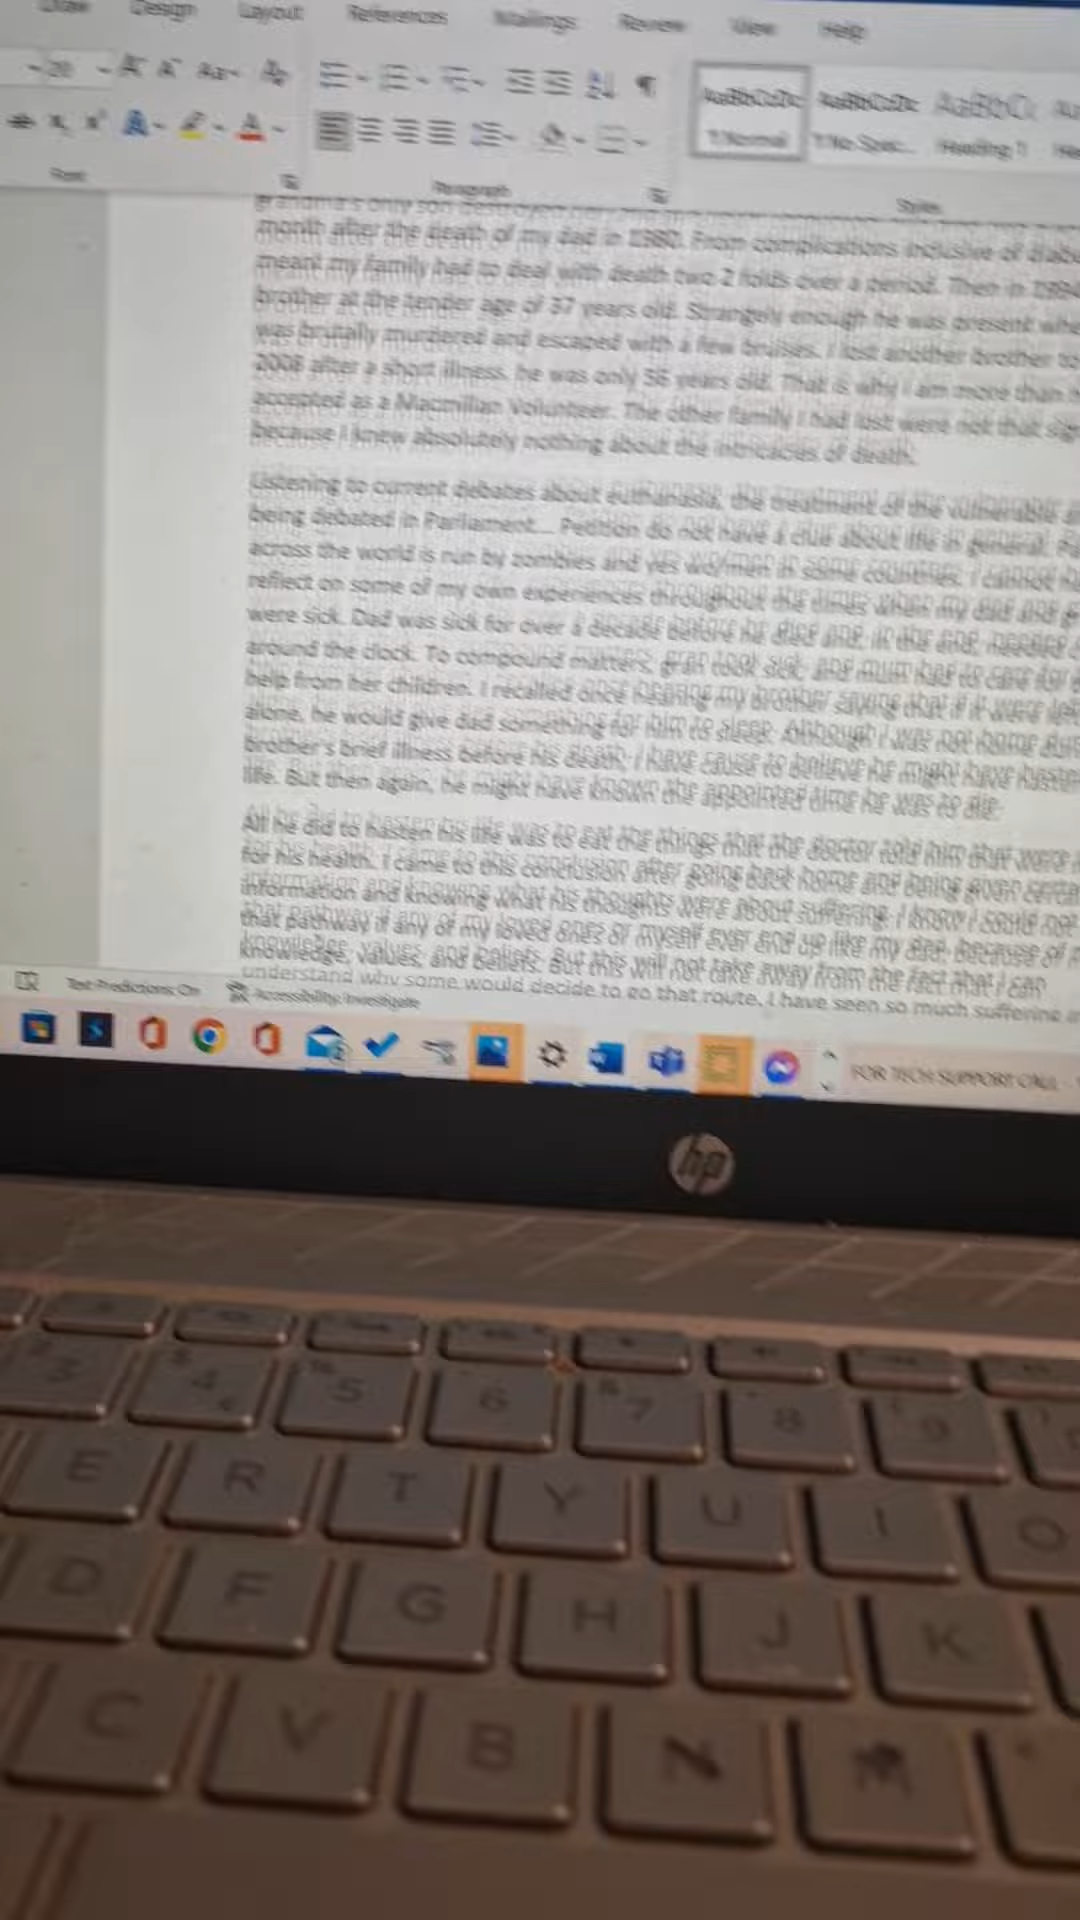 Draw Design Layout References Mailings Review View Help
20 Aa
AaBbCcDc AaBbCcDc AaBbCc
Normal No Spac... Heading 1
Font Paragraph Styles
grandma's only son destroyed
month after the death of my dad in 1980. From complications inclusive of
meant my family had to deal with death two 2 folds over a period. Then in
brother at the tender age of 37 years old. Strangely enough he was present
was brutally murdered and escaped with a few bruises. I lost another brother
2008 after a short illness, he was only 56 years old. That is why I am more than
accepted as a Macmillan Volunteer. The other family I had lost were not that
because I knew absolutely nothing about the intricacies of death.
Listening to current debates about euthanasia, the treatment of the vulnerable
being debated in Parliament... Petition do not have a clue about life in general.
across the world is run by zombies and yes wo/men in some countries. I cannot
reflect on some of my own experiences throughout the times when my dad and
were sick. Dad was sick for over a decade before he died and, in the end, needed
around the clock. To compound matters, gran took sick, and mum had to care for
help from her children. I recalled once hearing my brother saying that if it were left
alone, he would give dad something for him to sleep. Although I was not home
brother's brief illness before his death; I have cause to believe he might have
life. But then again, he might have known the appointed time he was to die.
All he did to hasten his life was to eat the things that the doctor told him that were
for his health. I came to this conclusion after going back home and being given
information and knowing what his thoughts were about suffering. I know I could not
that pathway if any of my loved ones or myself ever end up like my dad; because of
knowledge, values, and beliefs. But this will not take away from the fact that I can
understand why some would decide to go that route. I have seen so much suffering
Text Predictions: On Accessibility: Investigate
FOR TECH SUPPORT CALL
hp
3 4 5 6 7 8 9
E R T Y U I O
D F G H J K
C V B N